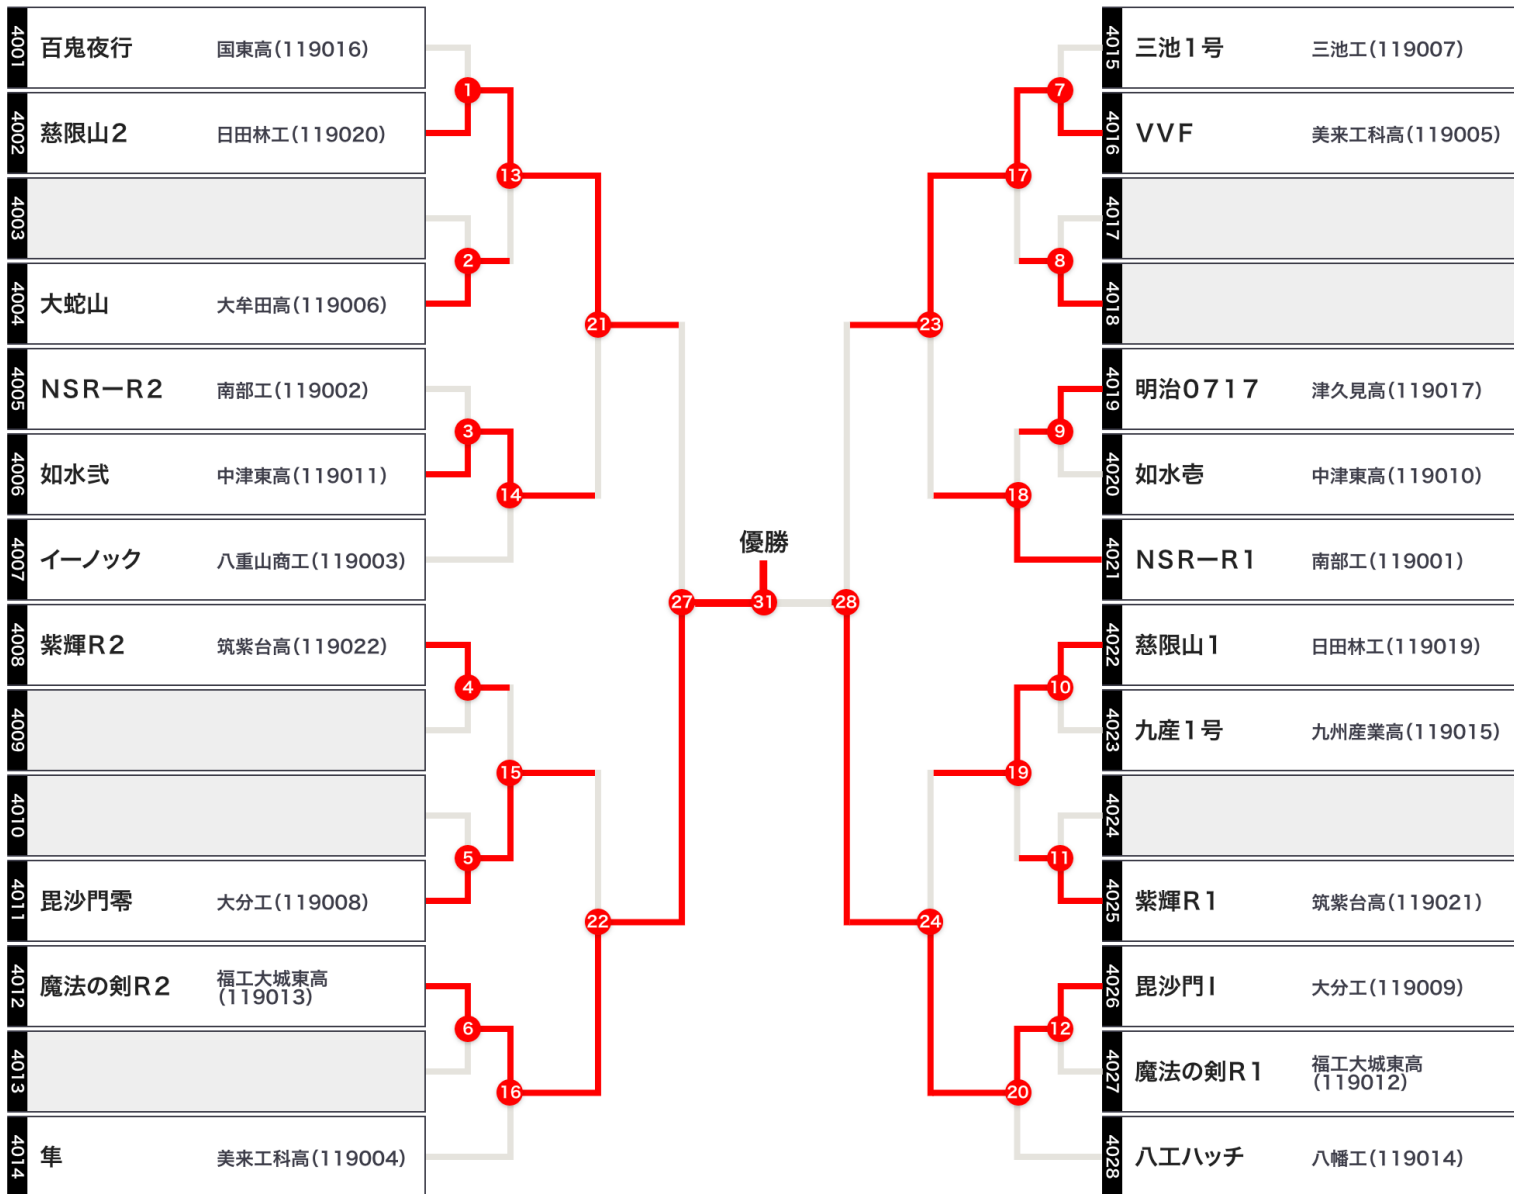 4001 百鬼夜行 国東高(119016)
4002 慈限山2 日田林工(119020)
4003
4004 大蛇山 大牟田高(119006)
4005 NSRーR2 南部工(119002)
4006 如水弐 中津東高(119011)
4007 イーノック 八重山商工(119003)
4008 紫輝R2 筑紫台高(119022)
4009
4010
4011 毘沙門零 大分工(119008)
4012 魔法の剣R2 福工大城東高
(119013)
4013
4014 隼 美来工科高(119004)
1
2
3
4
5
6
13
14
15
16
21
22
27
優勝
31
28
23
24
17
18
19
20
7
8
9
10
11
12
4015 三池1号 三池工(119007)
4016 VVF 美来工科高(119005)
4017
4018
4019 明治0717 津久見高(119017)
4020 如水壱 中津東高(119010)
4021 NSRーR1 南部工(119001)
4022 慈限山1 日田林工(119019)
4023 九産1号 九州産業高(119015)
4024
4025 紫輝R1 筑紫台高(119021)
4026 毘沙門I 大分工(119009)
4027 魔法の剣R1 福工大城東高
(119012)
4028 八工ハッチ 八幡工(119014)